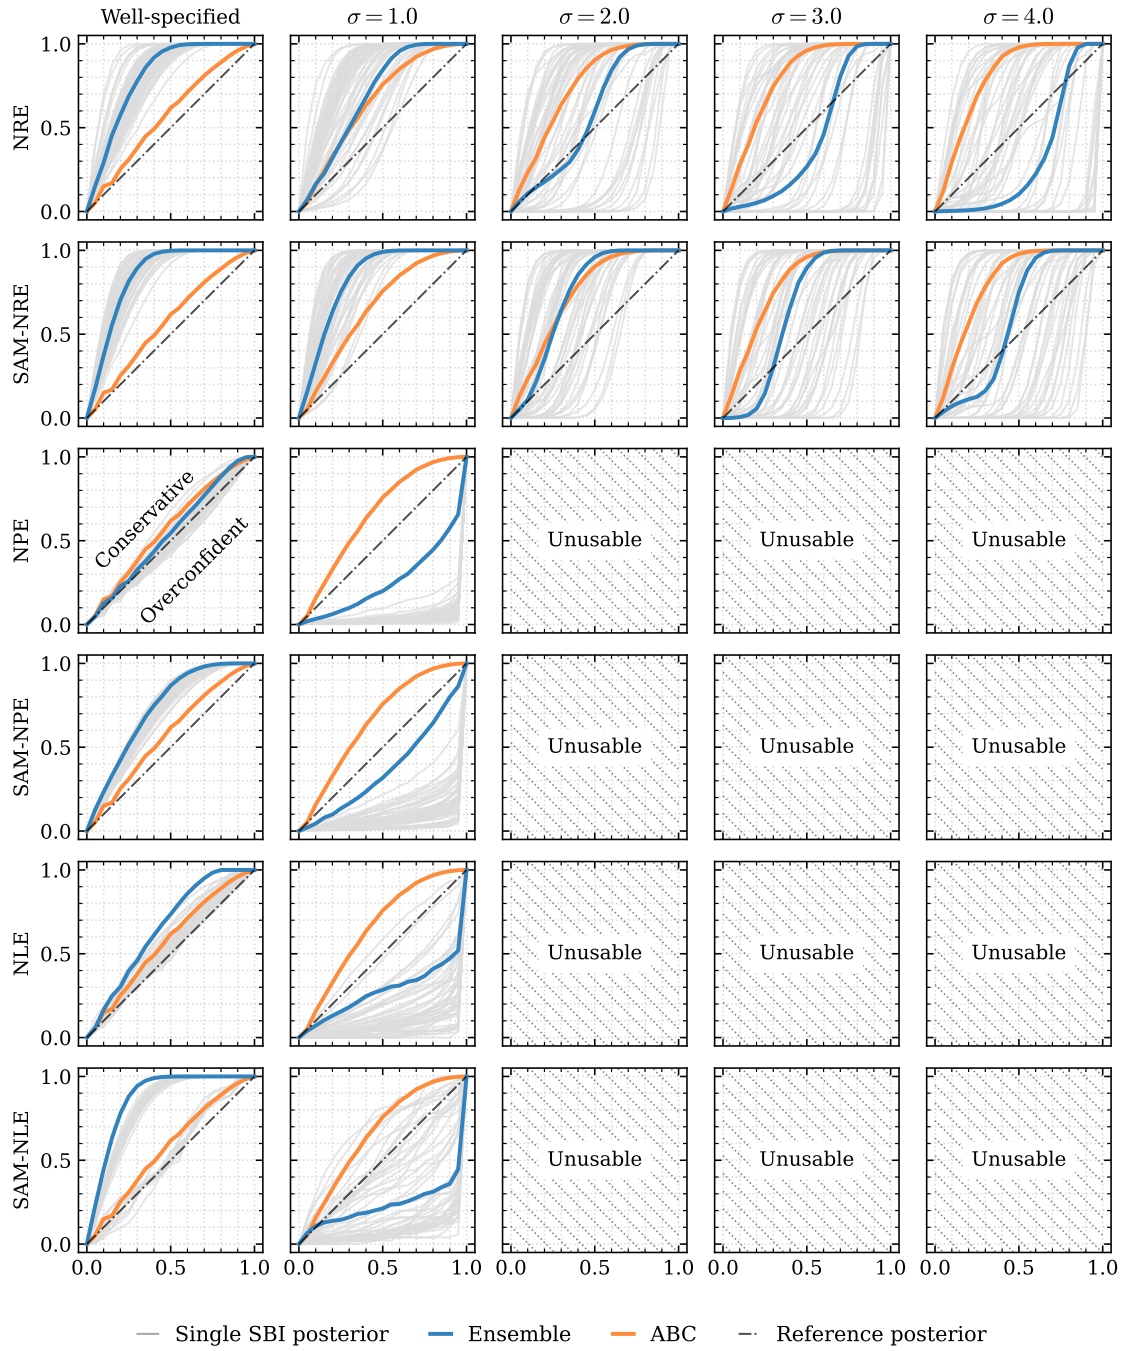 Well-specified
σ = 1.0
σ = 2.0
σ = 3.0
σ = 4.0
NRE
1.0
0.5
0.0
SAM-NRE
1.0
0.5
0.0
NPE
1.0
0.5
0.0
Conservative
Overconfident
Unusable
Unusable
Unusable
SAM-NPE
1.0
0.5
0.0
Unusable
Unusable
Unusable
NLE
1.0
0.5
0.0
Unusable
Unusable
Unusable
SAM-NLE
1.0
0.5
0.0
Unusable
Unusable
Unusable
0.0 0.5 1.0
0.0 0.5 1.0
0.0 0.5 1.0
0.0 0.5 1.0
0.0 0.5 1.0
Single SBI posterior
Ensemble
ABC
Reference posterior